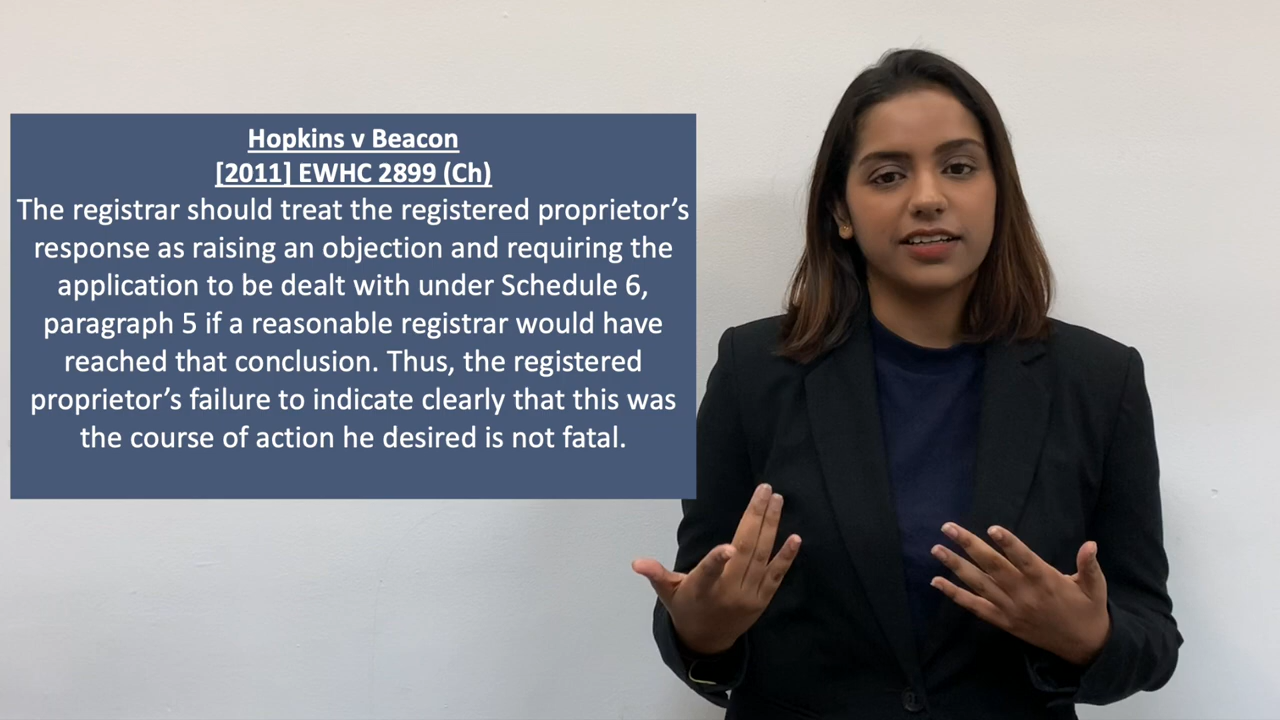 Hopkins v Beacon
[2011] EWHC 2899 (Ch)
The registrar should treat the registered proprietor’s
response as raising an objection and requiring the
application to be dealt with under Schedule 6,
paragraph 5 if a reasonable registrar would have
reached that conclusion. Thus, the registered
proprietor’s failure to indicate clearly that this was
the course of action he desired is not fatal.